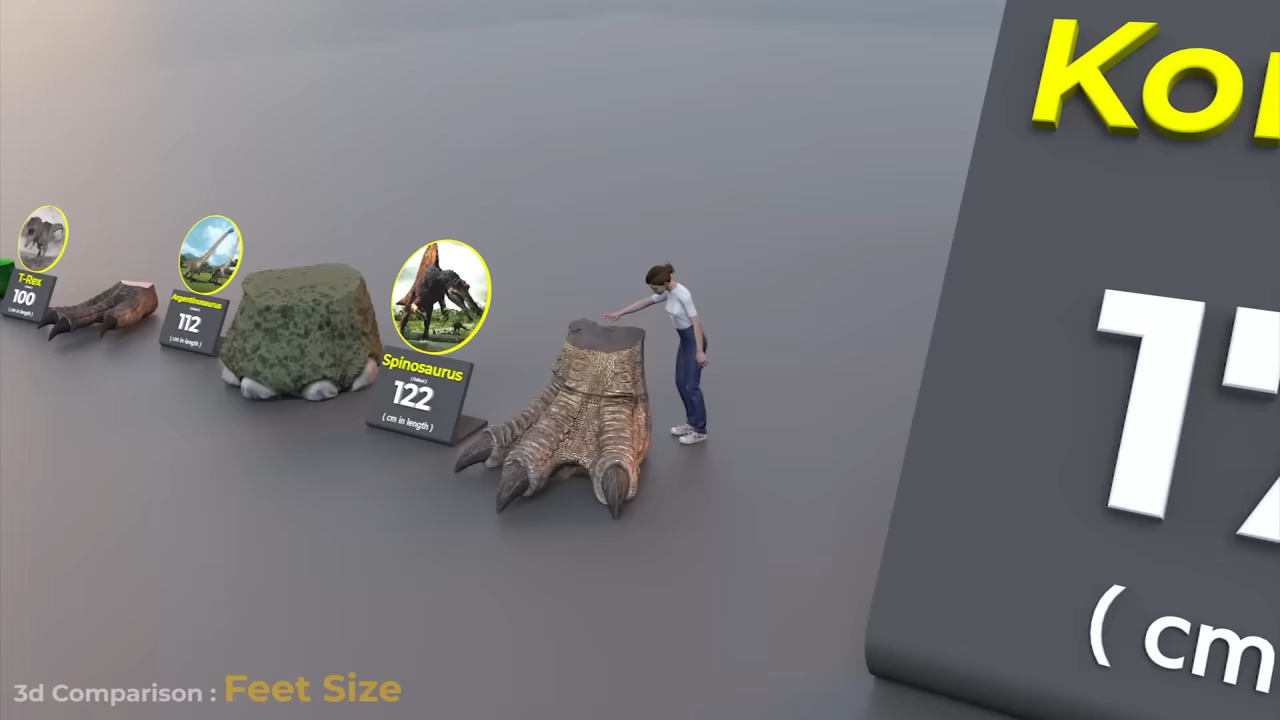 T-Rex
100
( cm in length )
Argentinosaurus
112
( cm in length )
Spinosaurus
122
( cm in length )
Ko
1
( cm
3d Comparison : Feet Size